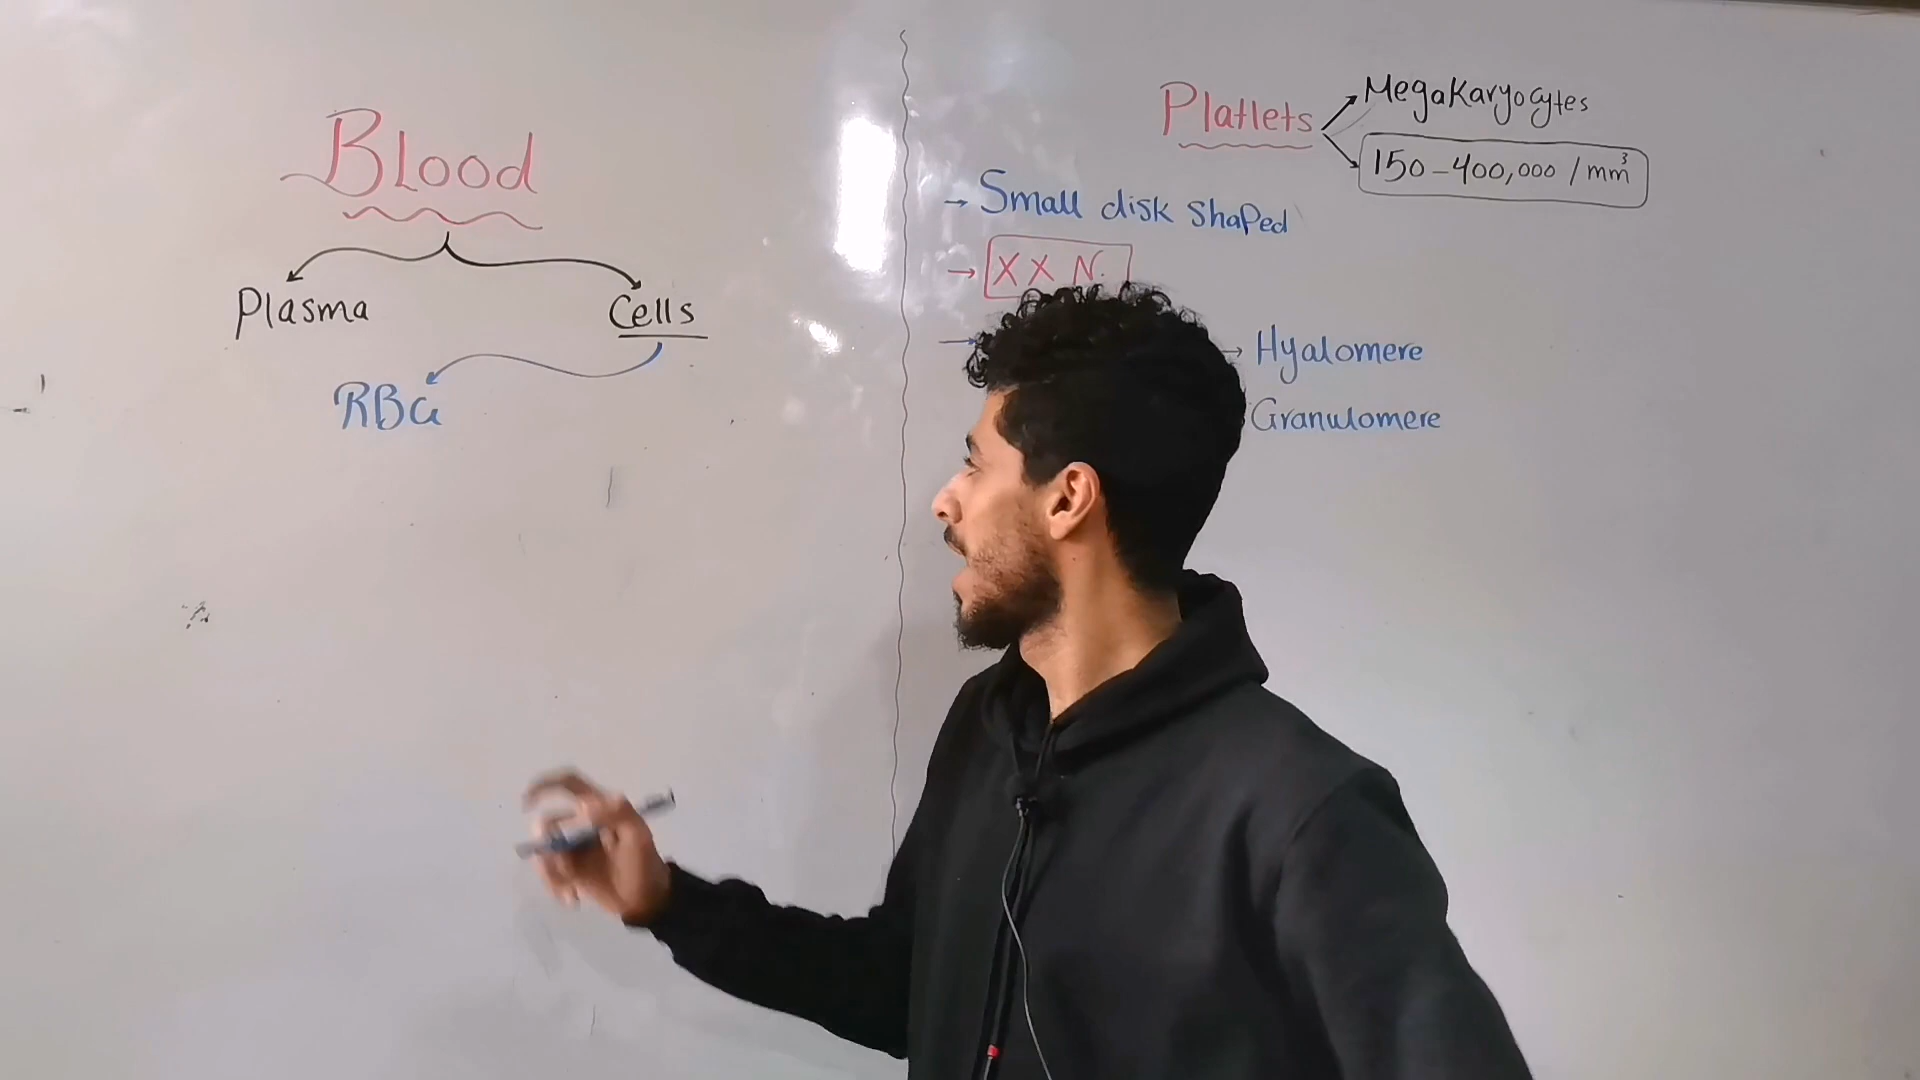 Blood
Plasma
Cells
RBCs
Platlets
Megakaryocytes
150-400,000 / mm³
→ Small disk shaped
→ X X N.
→ Hyalomere
Granulomere